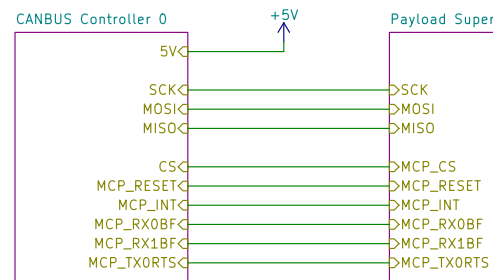 CANBUS Controller 0
+5V
Payload Super
5V
SCK
SCK
MOSI
MOSI
MISO
MISO
CS
MCP_CS
MCP_RESET
MCP_RESET
MCP_INT
MCP_INT
MCP_RX0BF
MCP_RX0BF
MCP_RX1BF
MCP_RX1BF
MCP_TX0RTS
MCP_TX0RTS